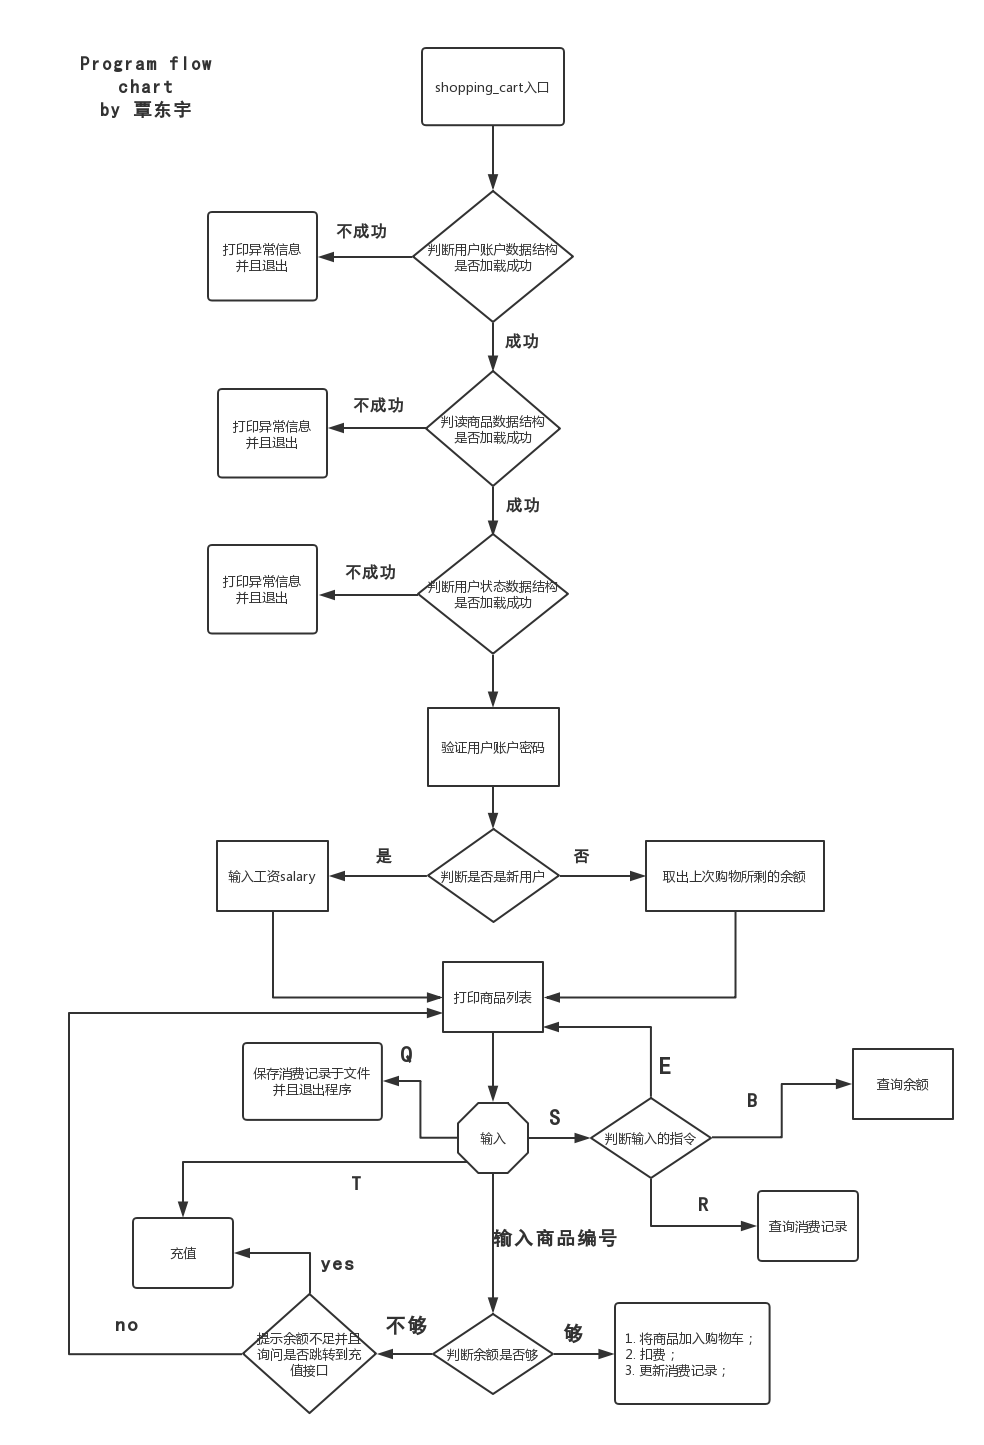 Program flow
chart
by 覃东宇
shopping_cart入口
不成功
打印异常信息
并且退出
判断用户账户数据结构
是否加载成功
成功
不成功
打印异常信息
并且退出
判读商品数据结构
是否加载成功
成功
不成功
打印异常信息
并且退出
判断用户状态数据结构
是否加载成功
验证用户账户密码
是
否
输入工资salary
判断是否是新用户
取出上次购物所剩的余额
打印商品列表
Q
保存消费记录于文件
并且退出程序
E
B
查询余额
S
输入
判断输入的指令
T
R
查询消费记录
输入商品编号
充值
yes
no
不够
够
提示余额不足并且
询问是否跳转到充
值接口
判断余额是否够
1. 将商品加入购物车；
2. 扣费；
3. 更新消费记录；